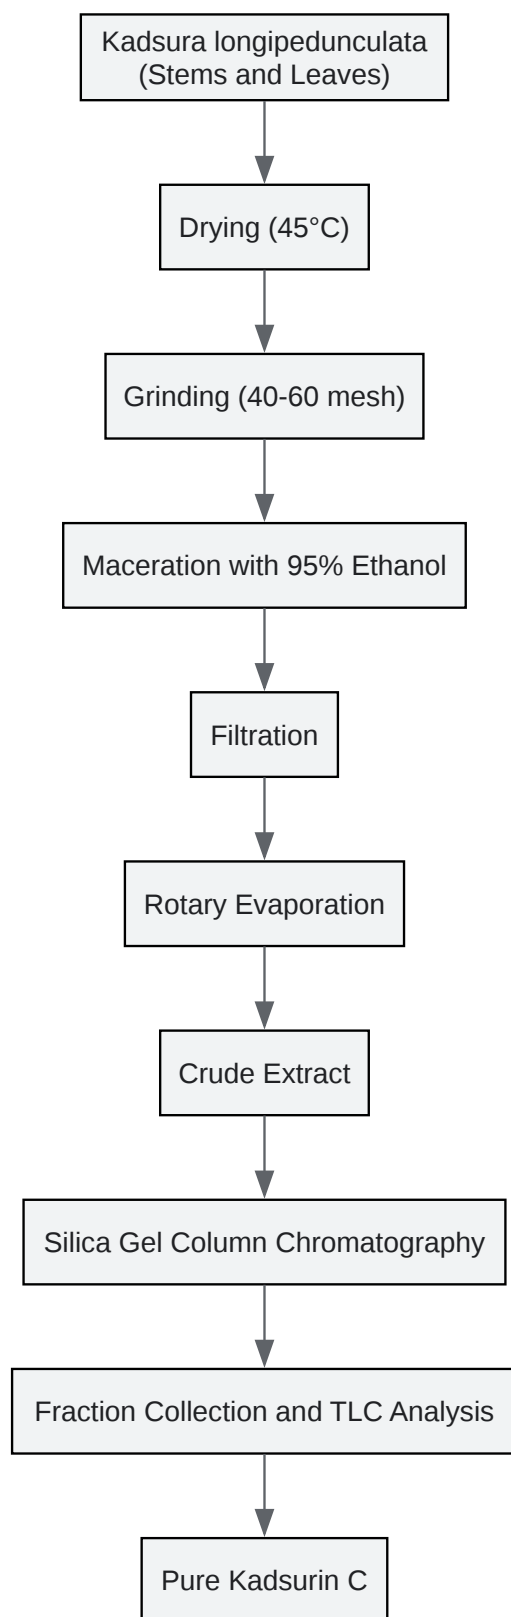 Kadsura longipedunculata
(Stems and Leaves)
Drying (45°C)
Grinding (40-60 mesh)
Maceration with 95% Ethanol
Filtration
Rotary Evaporation
Crude Extract
Silica Gel Column Chromatography
Fraction Collection and TLC Analysis
Pure Kadsurin C